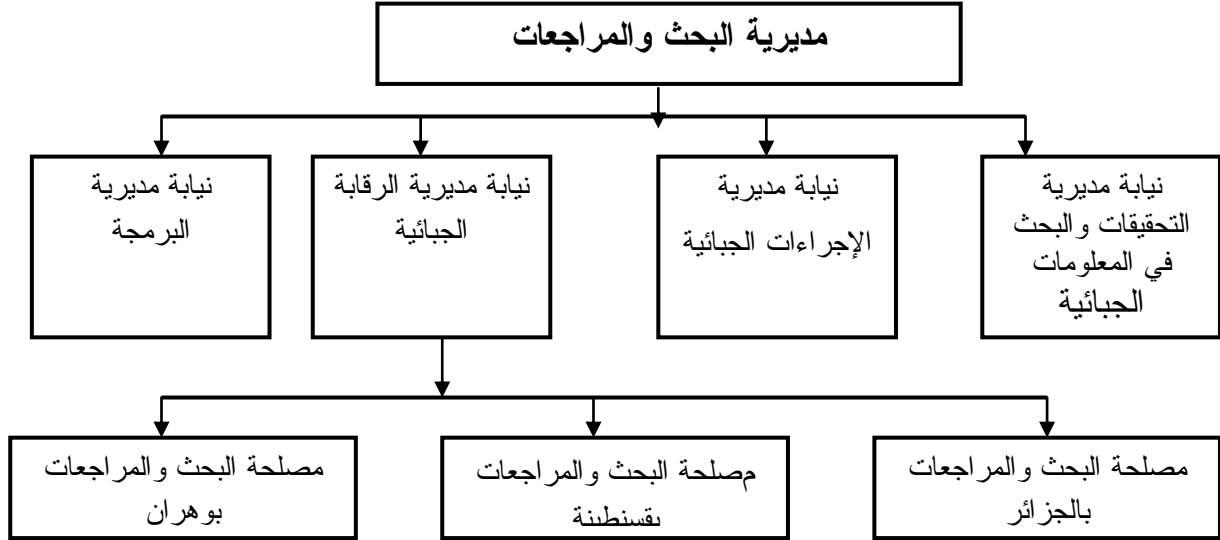 مديرية البحث والمراجعات
نيابة مديرية
التحقيقات والبحث
في المعلومات
الجبائية
نيابة مديرية
الإجراءات الجبائية
نيابة مديرية الرقابة
الجبائية
نيابة مديرية
البرمجة
مصلحة البحث والمراجعات
بالجزائر
مصلحة البحث والمراجعات
بقسنطينة
مصلحة البحث والمراجعات
بوهران